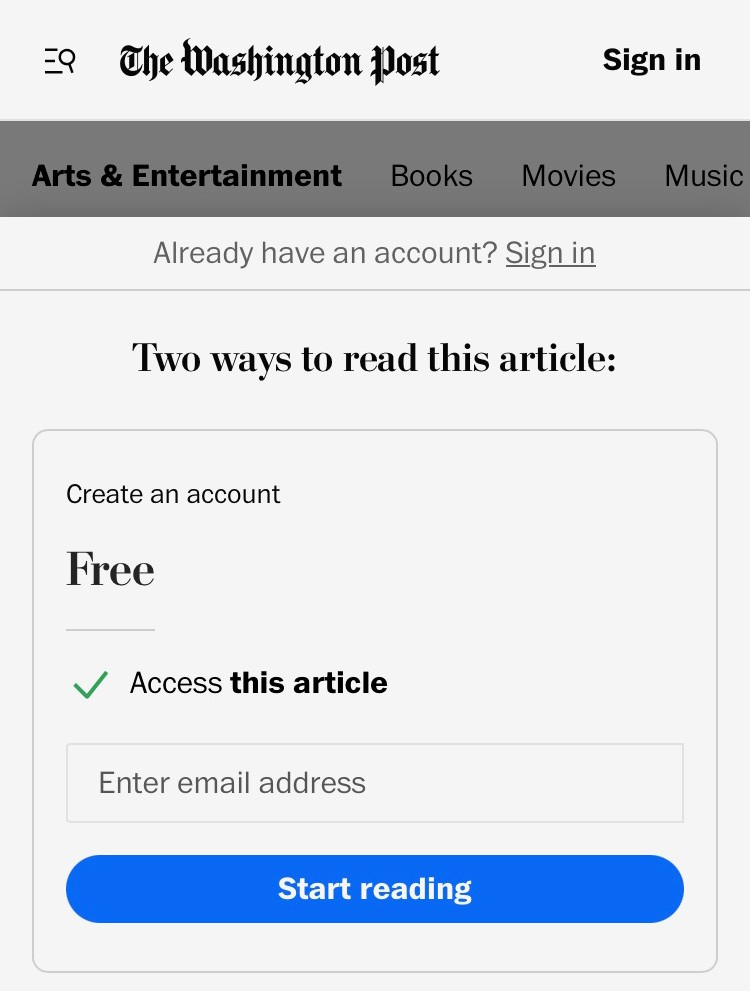 The Washington Post
Sign in
Arts & Entertainment Books Movies Music
Already have an account? Sign in
Two ways to read this article:
Create an account
Free
Access this article
Enter email address
Start reading